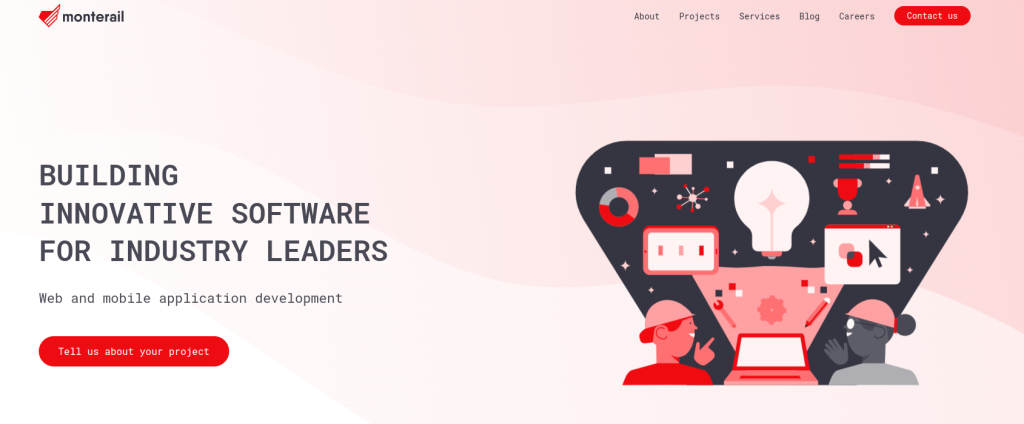 monterail
About
Projects
Services
Blog
Careers
Contact us
BUILDING
INNOVATIVE SOFTWARE
FOR INDUSTRY LEADERS
Web and mobile application development
Tell us about your project